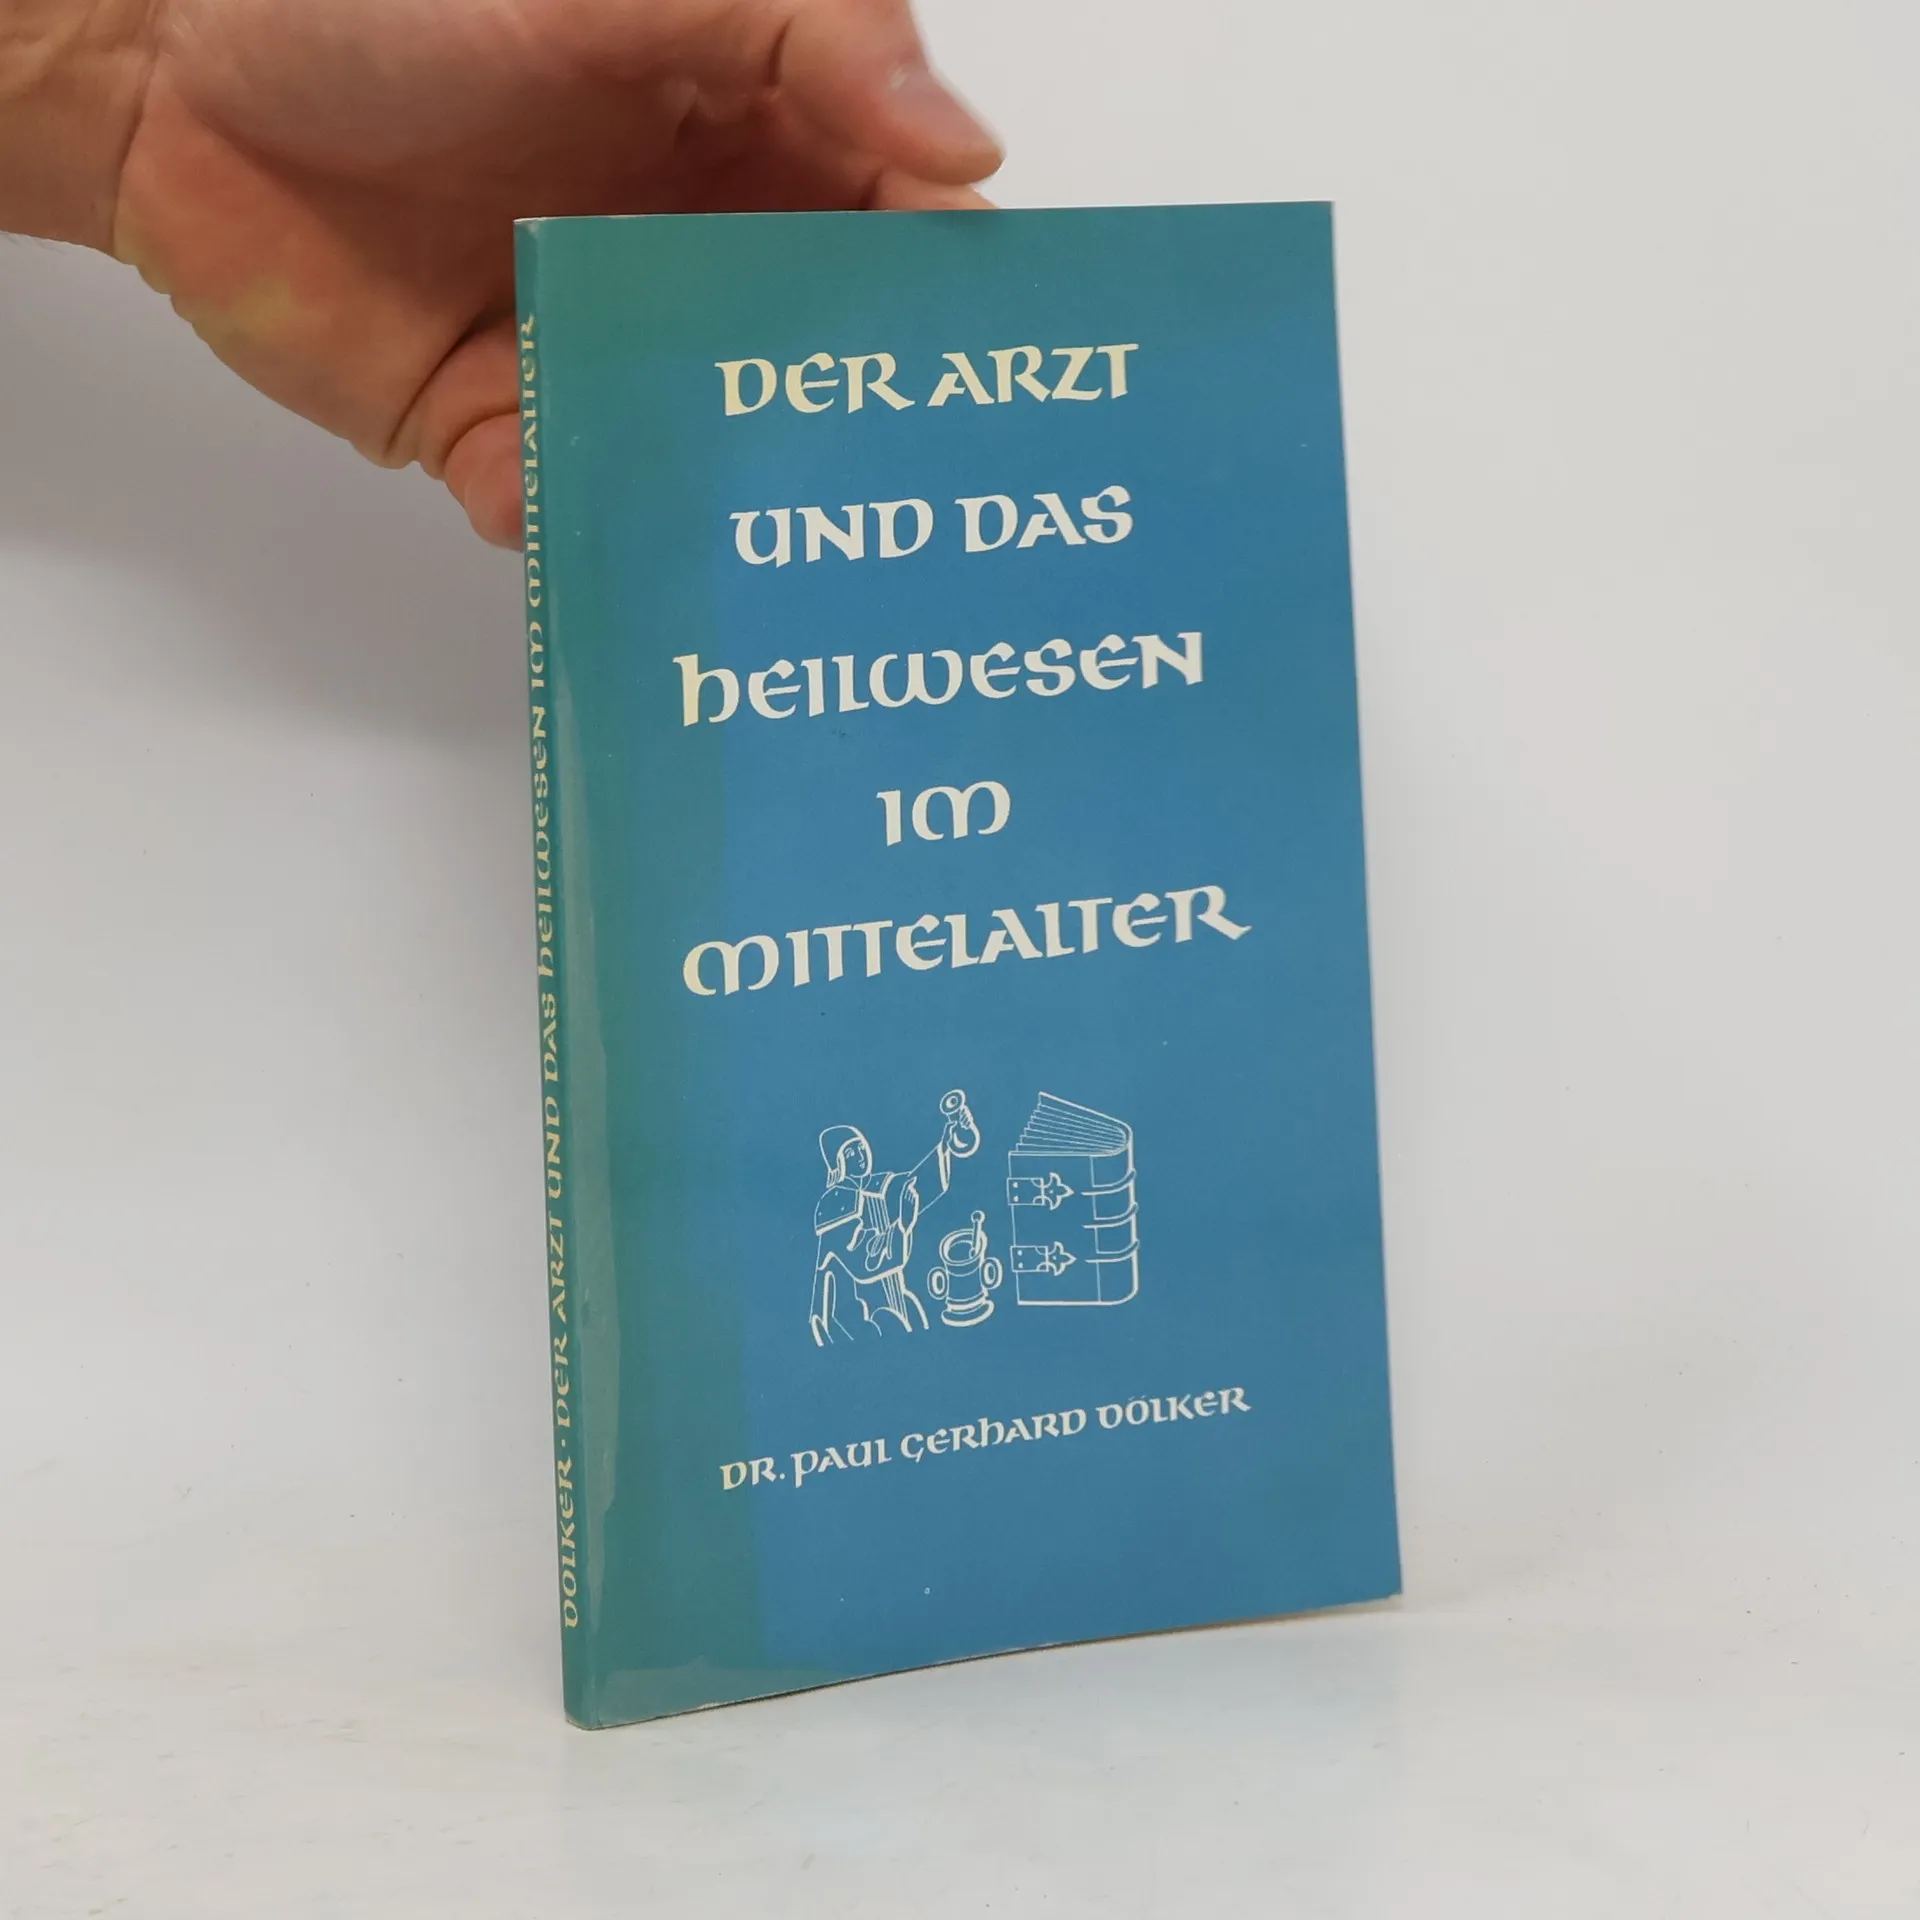 DER ARZT
UND DAS
HEILWESEN
IM
MITTELALTER
DR. PAUL GERHARD VÖLKER
VÖLKER · DER ARZT UND DAS HEILWESEN IM MITTELALTER